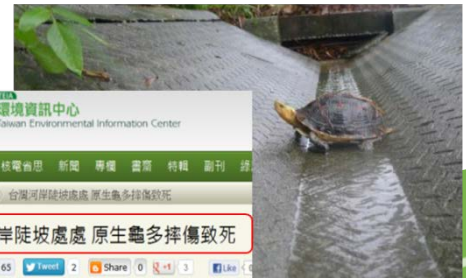 環境資訊中心
Taiwan Environmental Information Center
核電省思 新聞 專欄 書齋 特輯 副刊
台灣河岸陡坡處處 原生龜多摔傷致死
岸陡坡處處 原生龜多摔傷致死
65 Tweet 2 Share 0 +1 3 Like